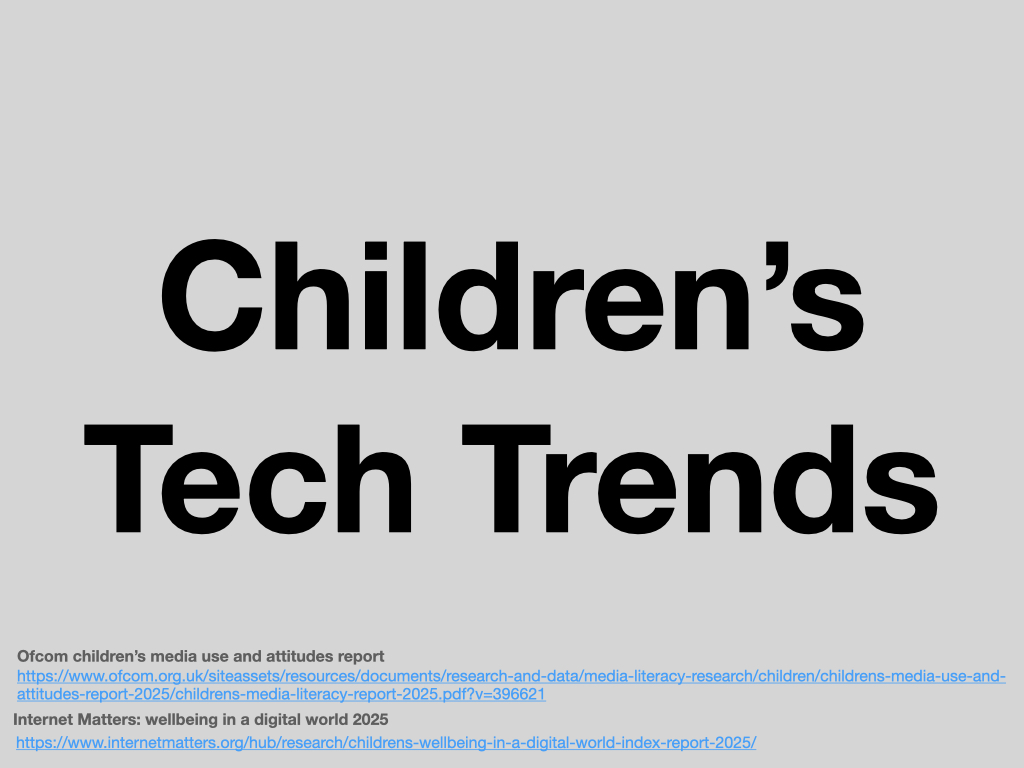 Children’s
Tech Trends
Ofcom children’s media use and attitudes report
https://www.ofcom.org.uk/siteassets/resources/documents/research-and-data/media-literacy-research/children/childrens-media-use-and-
attitudes-report-2025/childrens-media-literacy-report-2025.pdf?v=396621
Internet Matters: wellbeing in a digital world 2025
https://www.internetmatters.org/hub/research/childrens-wellbeing-in-a-digital-world-index-report-2025/